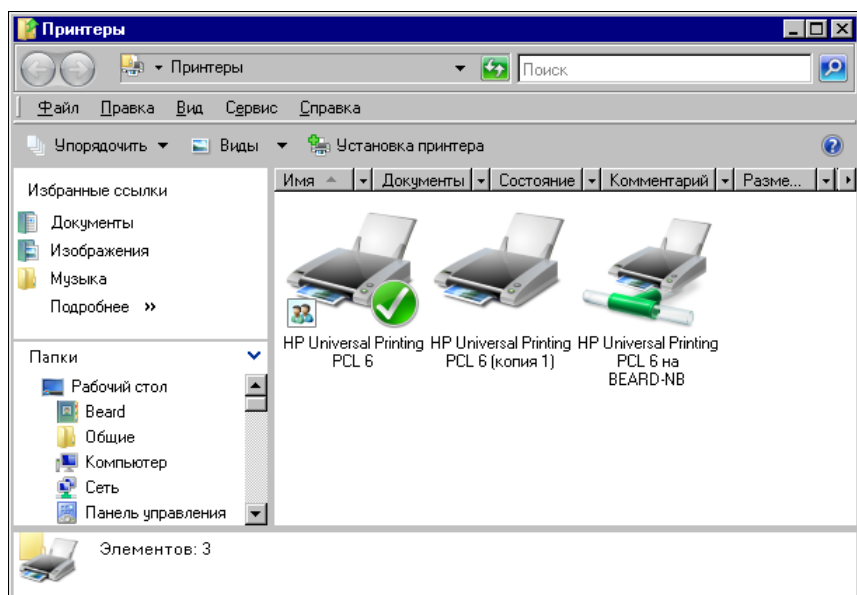 Принтеры
Принтеры
Поиск
Файл Правка Вид Сервис Справка
Упорядочить Виды Установка принтера
Избранные ссылки
Документы
Изображения
Музыка
Подробнее »
Папки
Рабочий стол
Beard
Общие
Компьютер
Сеть
Панель управления
Имя Документы Состояние Комментарий Разме...
HP Universal Printing
PCL 6
HP Universal Printing
PCL 6 (копия 1)
HP Universal Printing
PCL 6 на
BEARD-NB
Элементов: 3